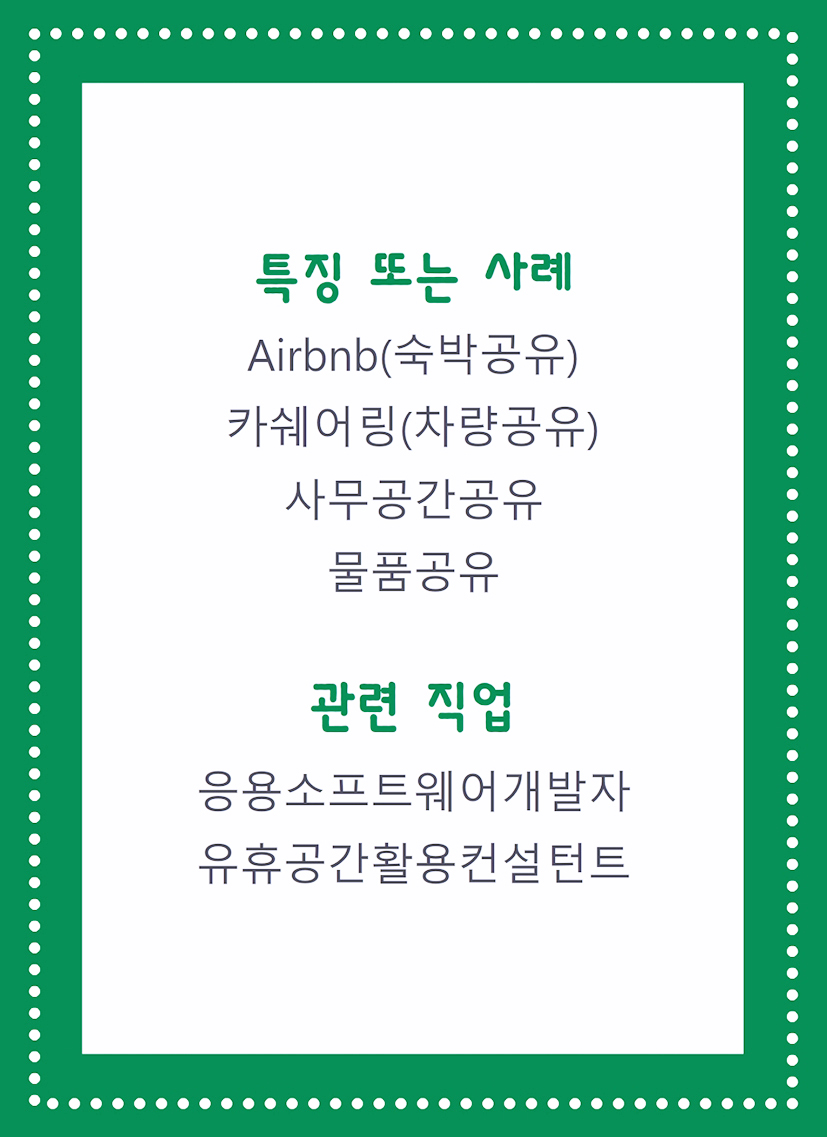 특징 또는 사례
Airbnb(숙박공유)
카쉐어링(차량공유)
사무공간공유
물품공유
관련 직업
응용소프트웨어개발자
유휴공간활용컨설턴트